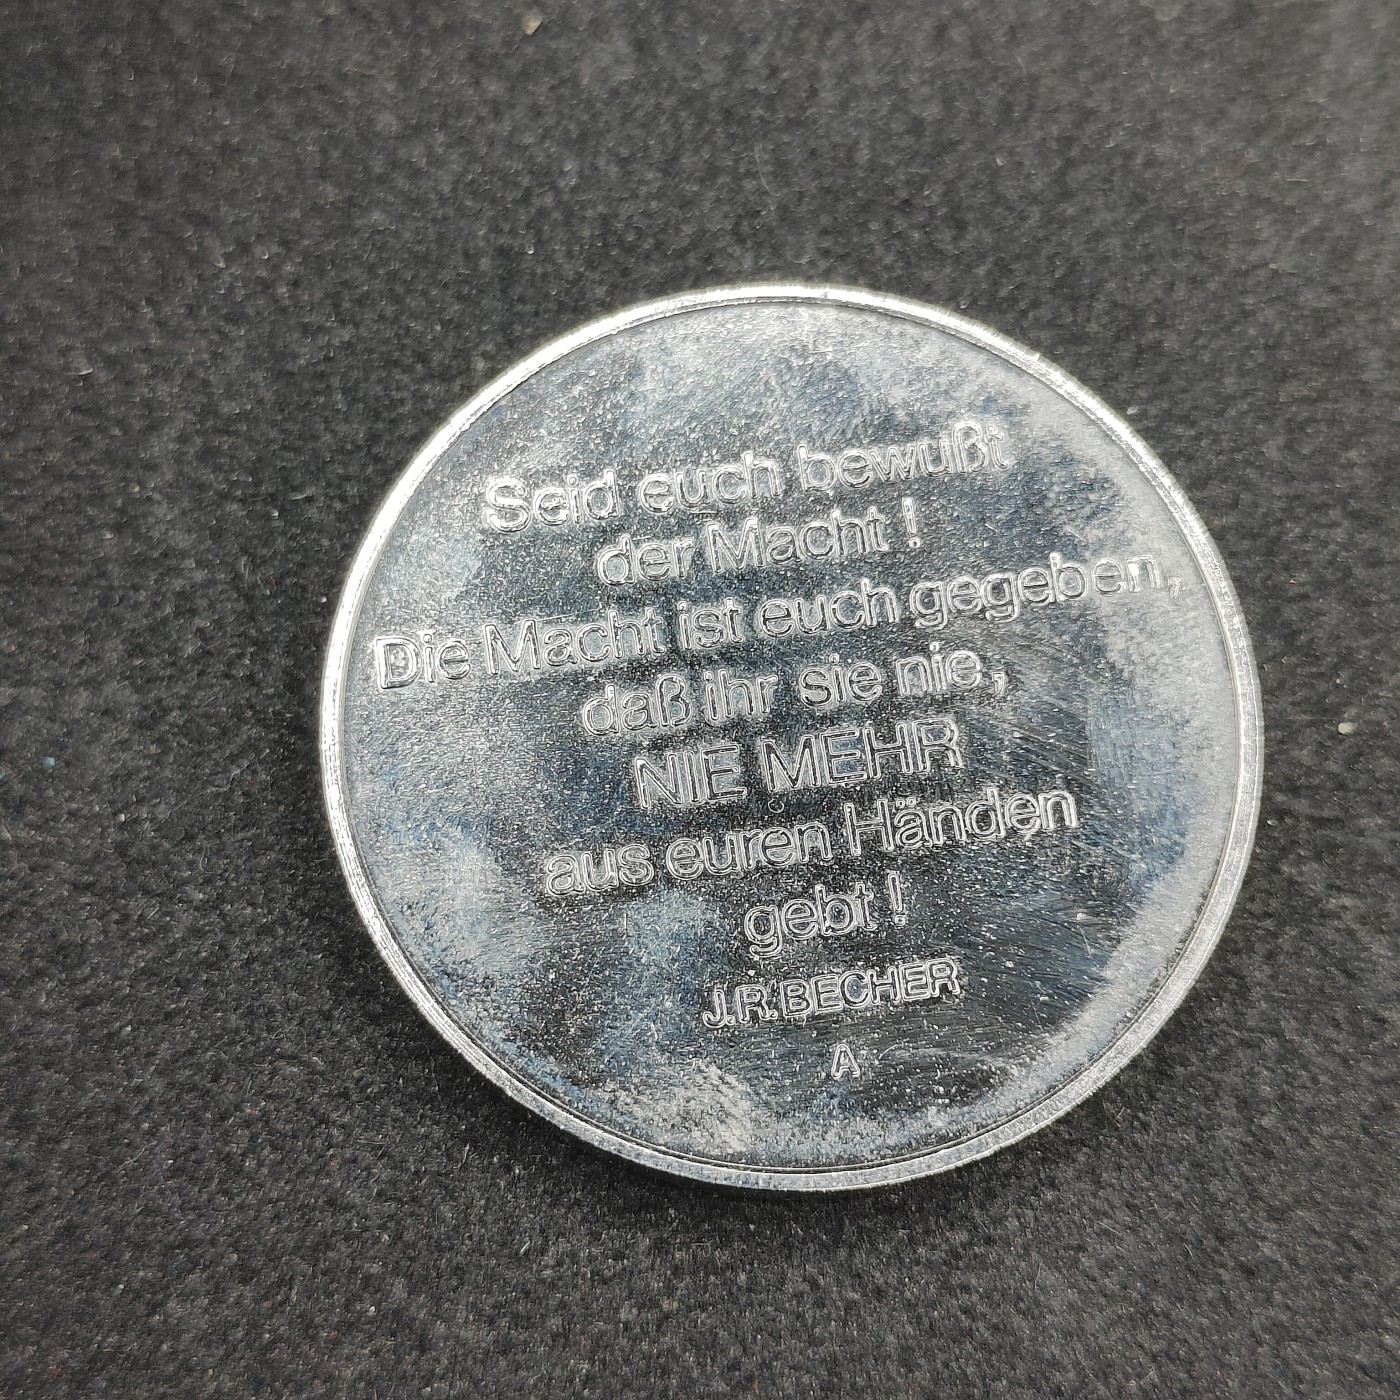 Seid euch bewußt
der Macht !
Die Macht ist euch gegeben,
daß ihr sie nie,
NIE MEHR
aus euren Händen
gebt !
J.R.BECHER
A